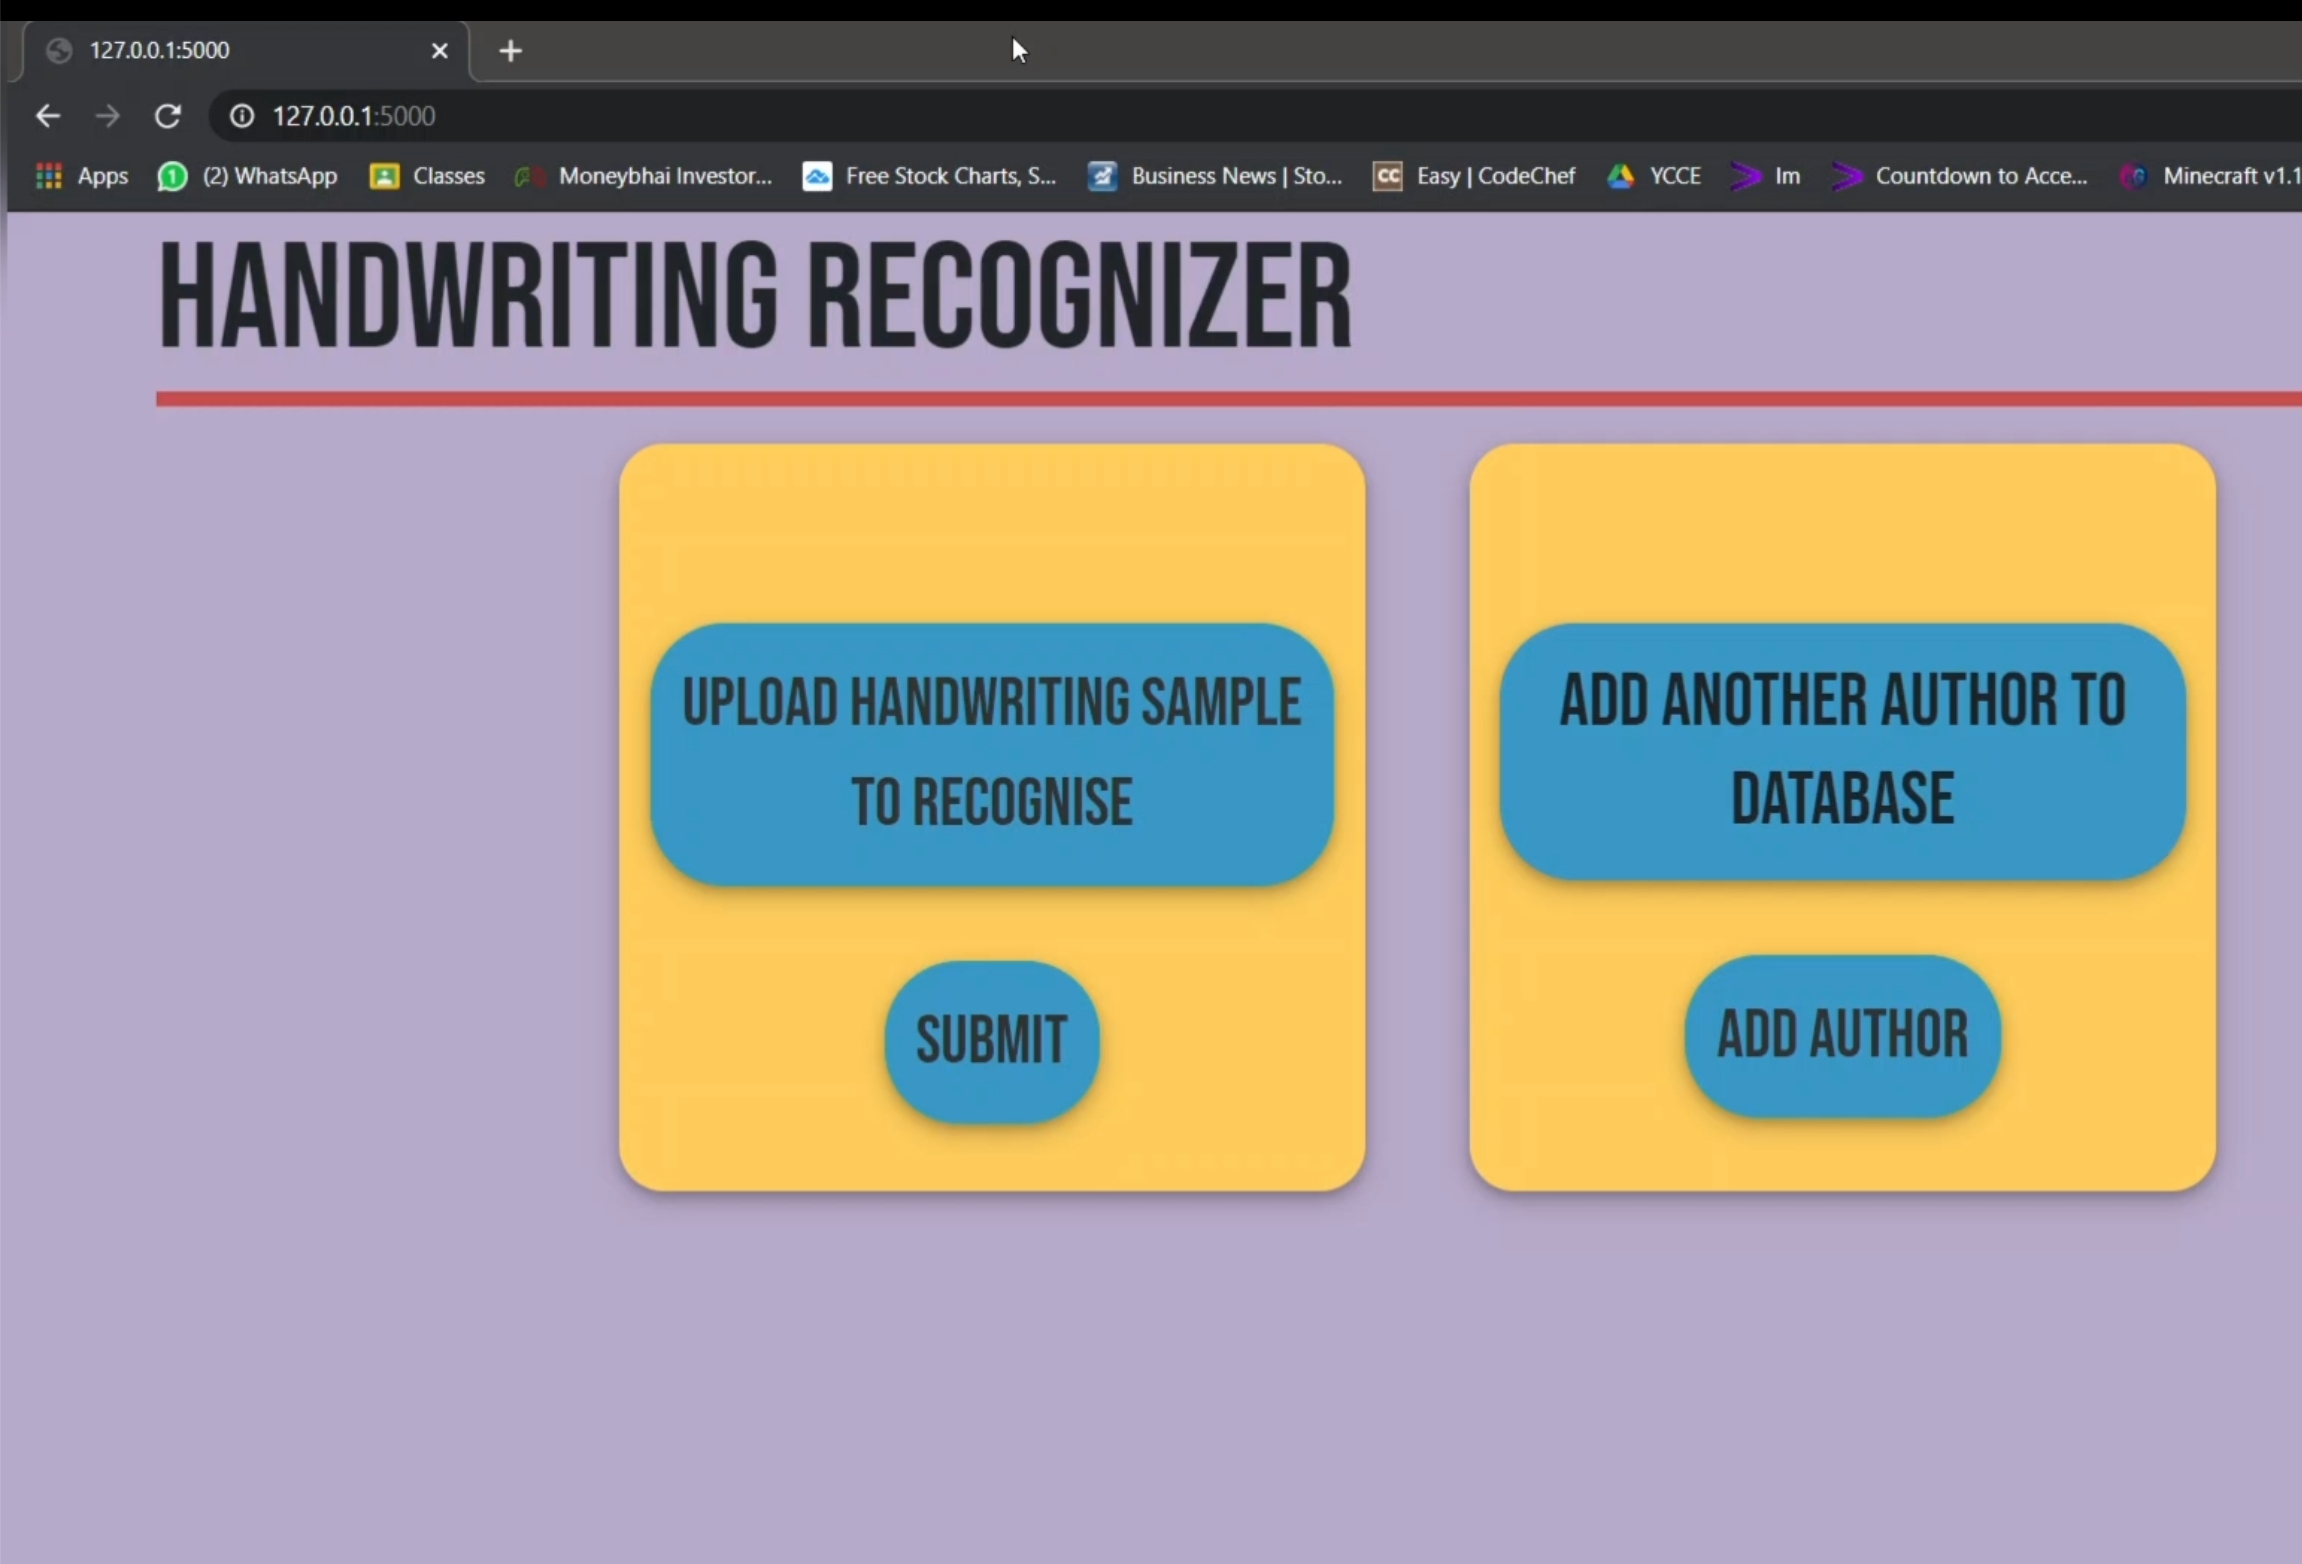 127.0.0.1:5000
127.0.0.1:5000
Apps (2) WhatsApp Classes Moneybhai Investor... Free Stock Charts, S... Business News | Sto... CC Easy | CodeChef YCCE Im Countdown to Acce... Minecraft v1.1
HANDWRITING RECOGNIZER
UPLOAD HANDWRITING SAMPLE
TO RECOGNISE
SUBMIT
ADD ANOTHER AUTHOR TO
DATABASE
ADD AUTHOR